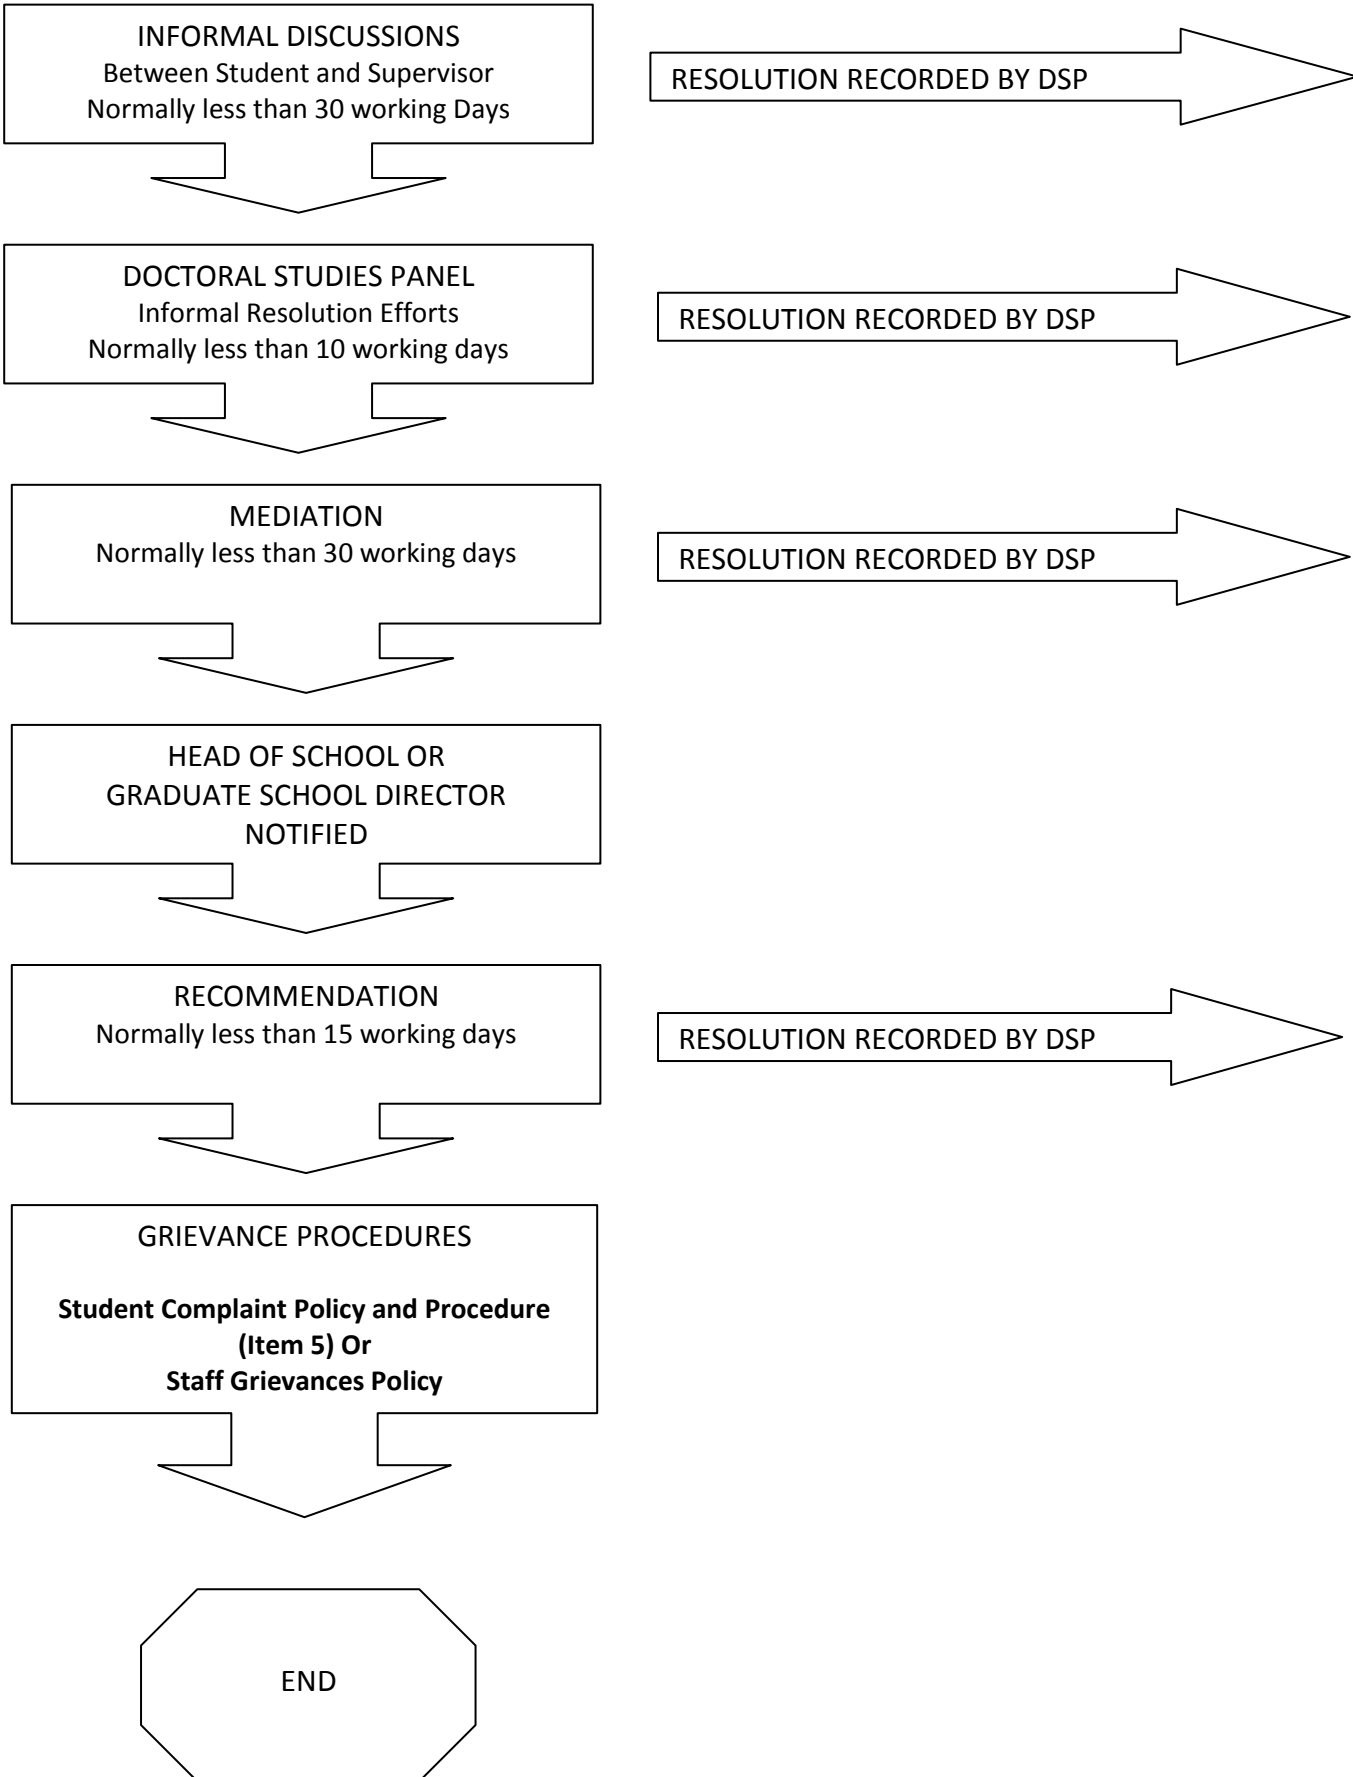 INFORMAL DISCUSSIONS
Between Student and Supervisor
Normally less than 30 working Days
RESOLUTION RECORDED BY DSP
DOCTORAL STUDIES PANEL
Informal Resolution Efforts
Normally less than 10 working days
RESOLUTION RECORDED BY DSP
MEDIATION
Normally less than 30 working days
RESOLUTION RECORDED BY DSP
HEAD OF SCHOOL OR
GRADUATE SCHOOL DIRECTOR
NOTIFIED
RECOMMENDATION
Normally less than 15 working days
RESOLUTION RECORDED BY DSP
GRIEVANCE PROCEDURES
Student Complaint Policy and Procedure
(Item 5) Or
Staff Grievances Policy
END